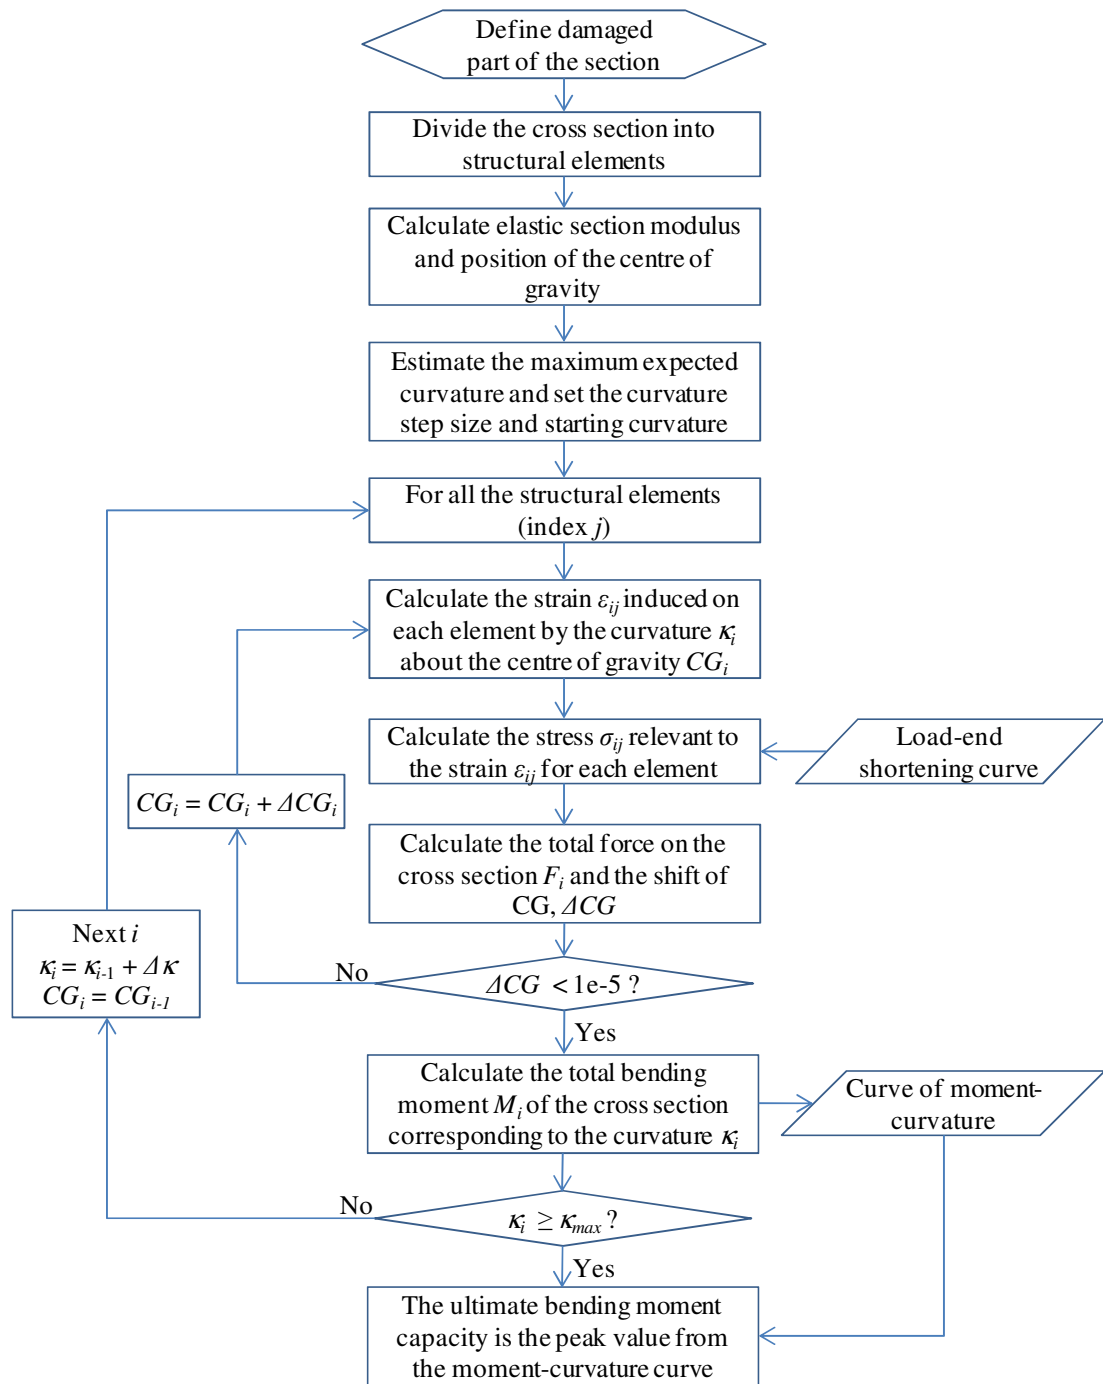 Define damaged
part of the section
Divide the cross section into
structural elements
Calculate elastic section modulus
and position of the centre of
gravity
Estimate the maximum expected
curvature and set the curvature
step size and starting curvature
For all the structural elements
(index j)
Calculate the strain εij induced on
each element by the curvature κi
about the centre of gravity CGi
Calculate the stress σij relevant to
the strain εij for each element
Load-end
shortening curve
CGi = CGi + ΔCGi
Calculate the total force on the
cross section Fi and the shift of
CG, ΔCG
Next i
κi = κi-1 + Δκ
CGi = CGi-1
No
ΔCG < 1e-5 ?
Yes
Calculate the total bending
moment Mi of the cross section
corresponding to the curvature κi
Curve of moment-
curvature
No
κi ≥ κmax ?
Yes
The ultimate bending moment
capacity is the peak value from
the moment-curvature curve